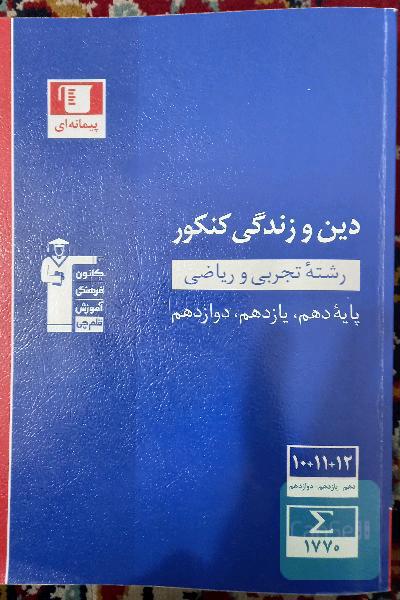 پیمانه‌ای
دین و زندگی کنکور
رشتهٔ تجربی و ریاضی
پایهٔ دهم، یازدهم، دوازدهم
کانون
فرهنگی
آموزش
قلم‌چی
۱۰+۱۱+۱۲
دهم یازدهم دوازدهم
Σ
۱۷۷۰